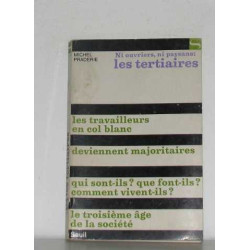 MICHEL
PRACERIE
Ni ouvriers, ni paysans:
les tertiaires
les travailleurs
en col blanc
deviennent majoritaires
qui sont-ils? que font-ils?
comment vivent-ils?
le troisième âge
de la société
Seuil